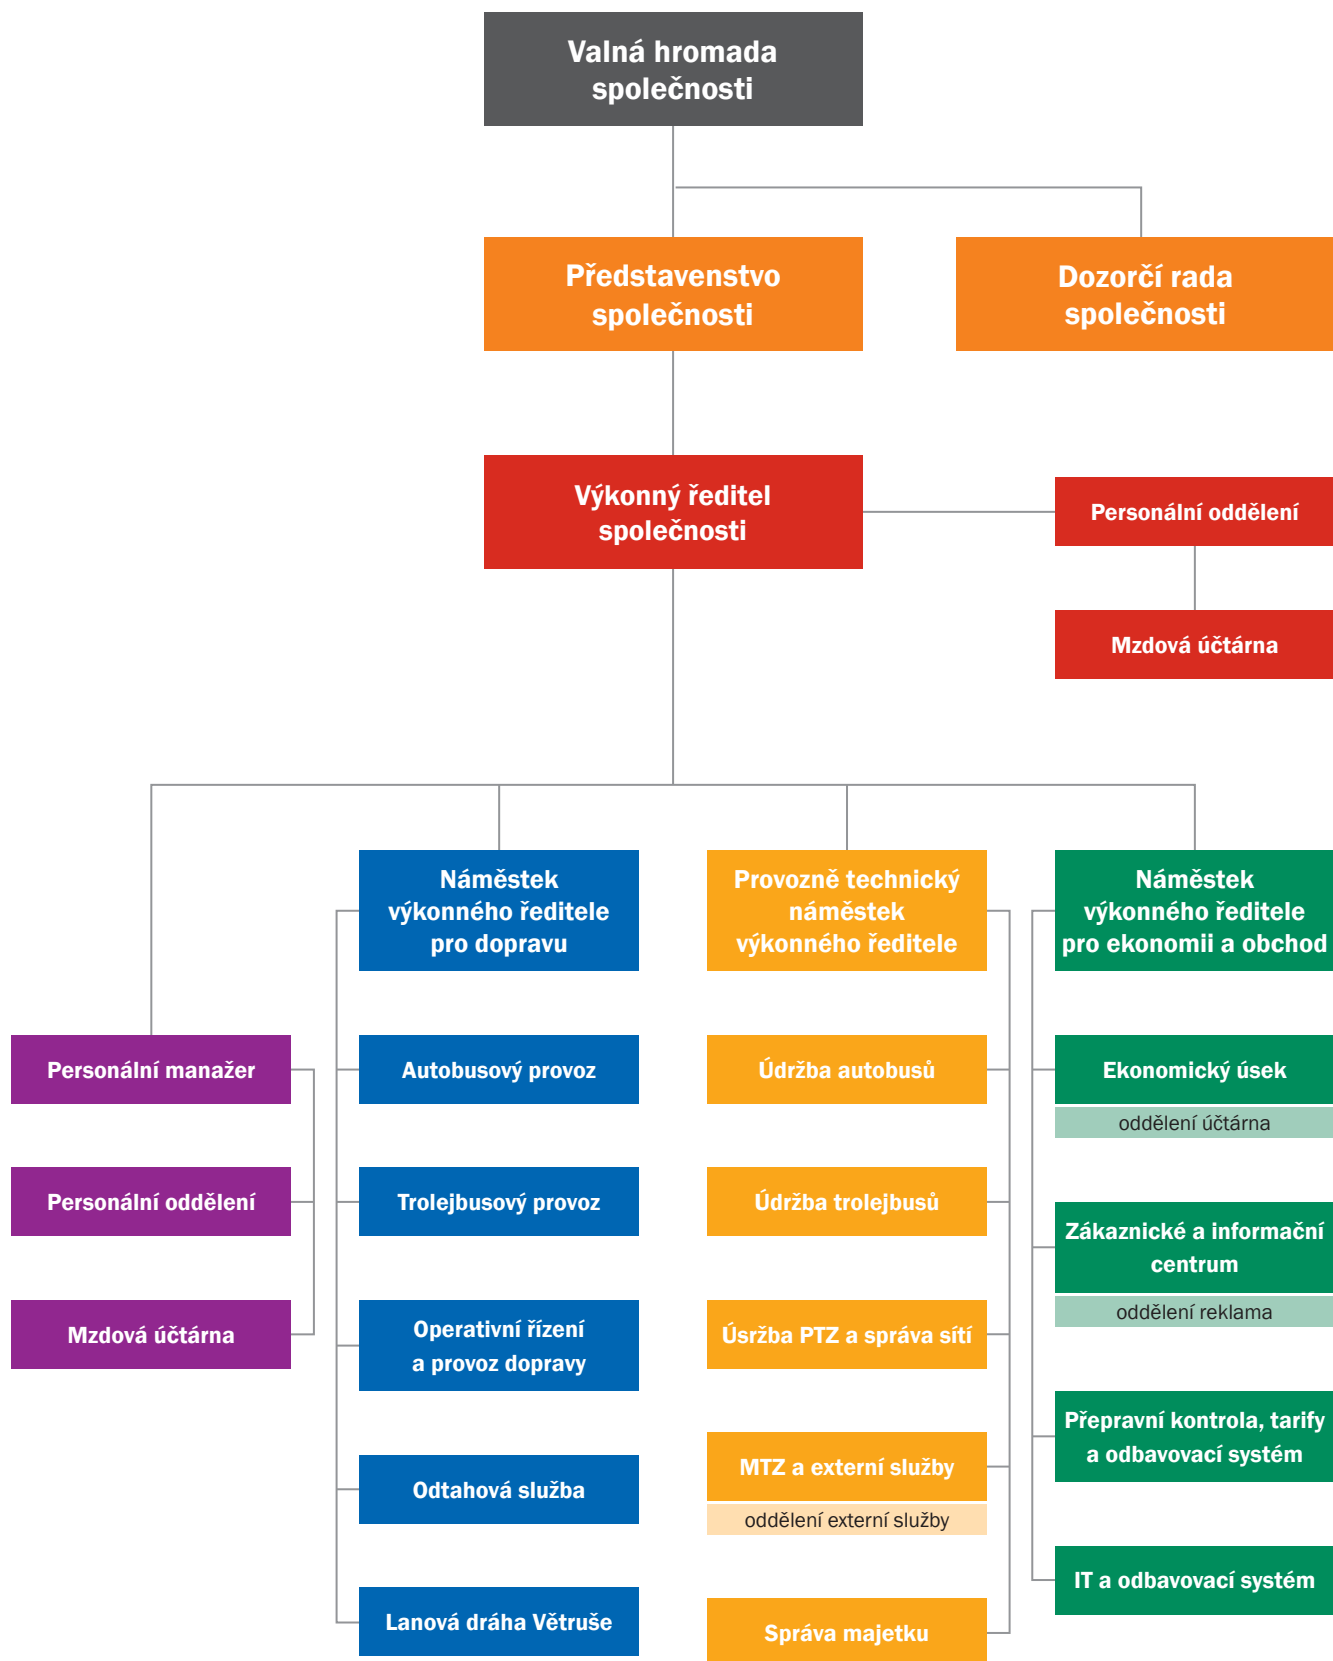 Valná hromada
společnosti
Představenstvo
společnosti
Dozorčí rada
společnosti
Výkonný ředitel
společnosti
Personální oddělení
Mzdová účtárna
Personální manažer
Personální oddělení
Mzdová účtárna
Náměstek
výkonného ředitele
pro dopravu
Autobusový provoz
Trolejbusový provoz
Operativní řízení
a provoz dopravy
Odtahová služba
Lanová dráha Větruše
Provozně technický
náměstek
výkonného ředitele
Údržba autobusů
Údržba trolejbusů
Úsržba PTZ a správa sítí
MTZ a externí služby
oddělení externí služby
Správa majetku
Náměstek
výkonného ředitele
pro ekonomii a obchod
Ekonomický úsek
oddělení účtárna
Zákaznické a informační
centrum
oddělení reklama
Přepravní kontrola, tarify
a odbavovací systém
IT a odbavovací systém